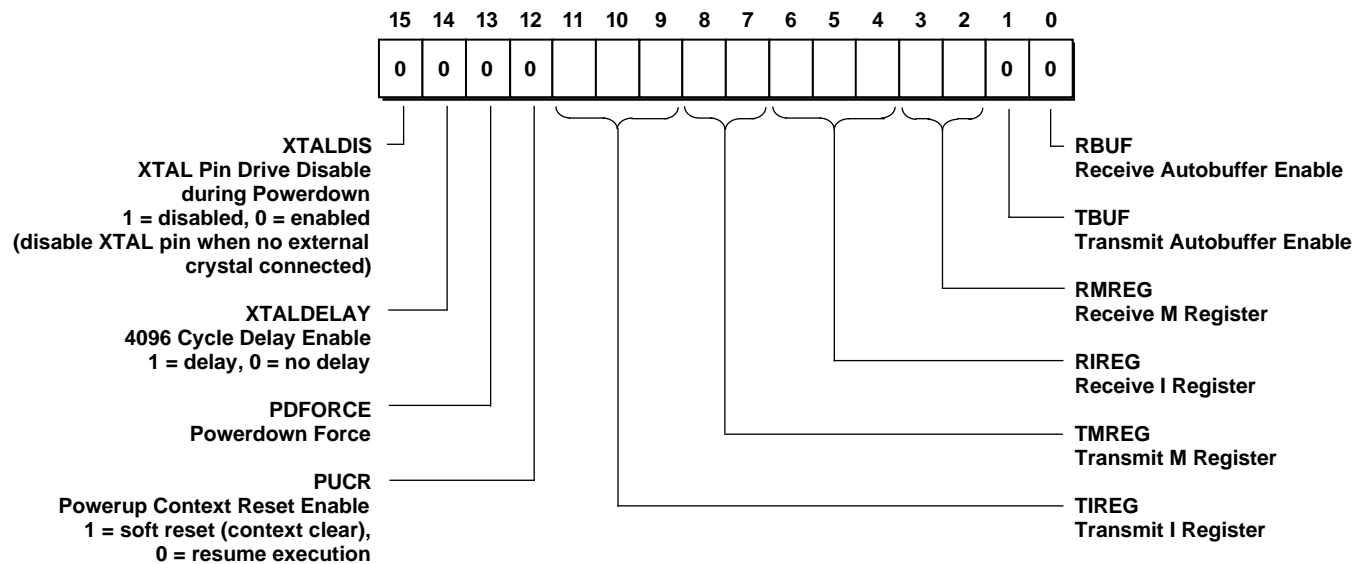 15 14 13 12 11 10 9 8 7 6 5 4 3 2 1 0
0 0 0 0 0 0
XTALDIS
XTAL Pin Drive Disable
during Powerdown
1 = disabled, 0 = enabled
(disable XTAL pin when no external
crystal connected)
XTALDELAY
4096 Cycle Delay Enable
1 = delay, 0 = no delay
PDFORCE
Powerdown Force
PUCR
Powerup Context Reset Enable
1 = soft reset (context clear),
0 = resume execution
RBUF
Receive Autobuffer Enable
TBUF
Transmit Autobuffer Enable
RMREG
Receive M Register
RIREG
Receive I Register
TMREG
Transmit M Register
TIREG
Transmit I Register